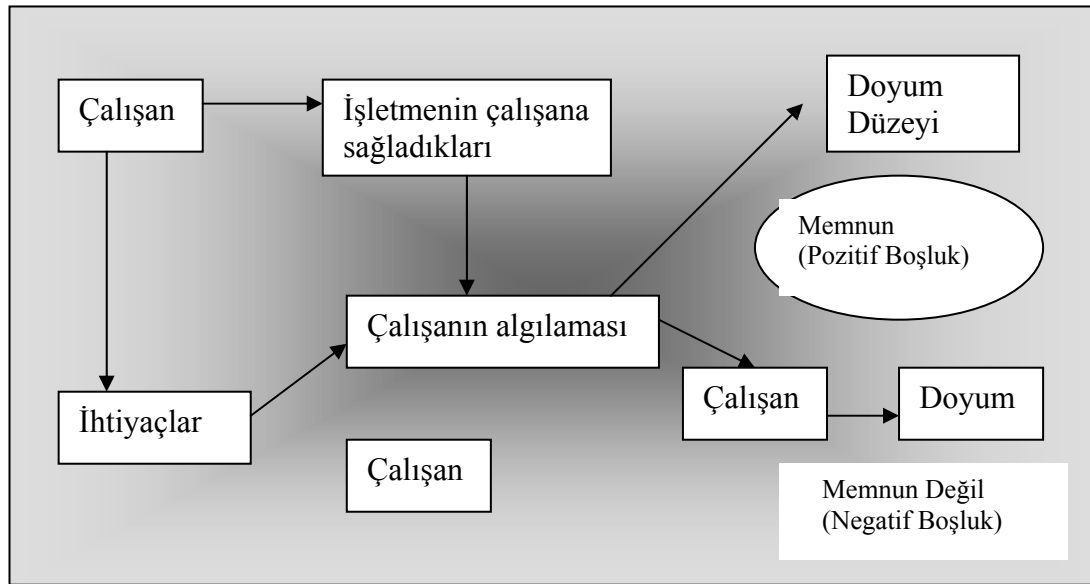 Çalışan
İşletmenin çalışana
sağladıkları
Doyum
Düzeyi
Memnun
(Pozitif Boşluk)
Çalışanın algılaması
İhtiyaçlar
Çalışan
Doyum
Çalışan
Memnun Değil
(Negatif Boşluk)